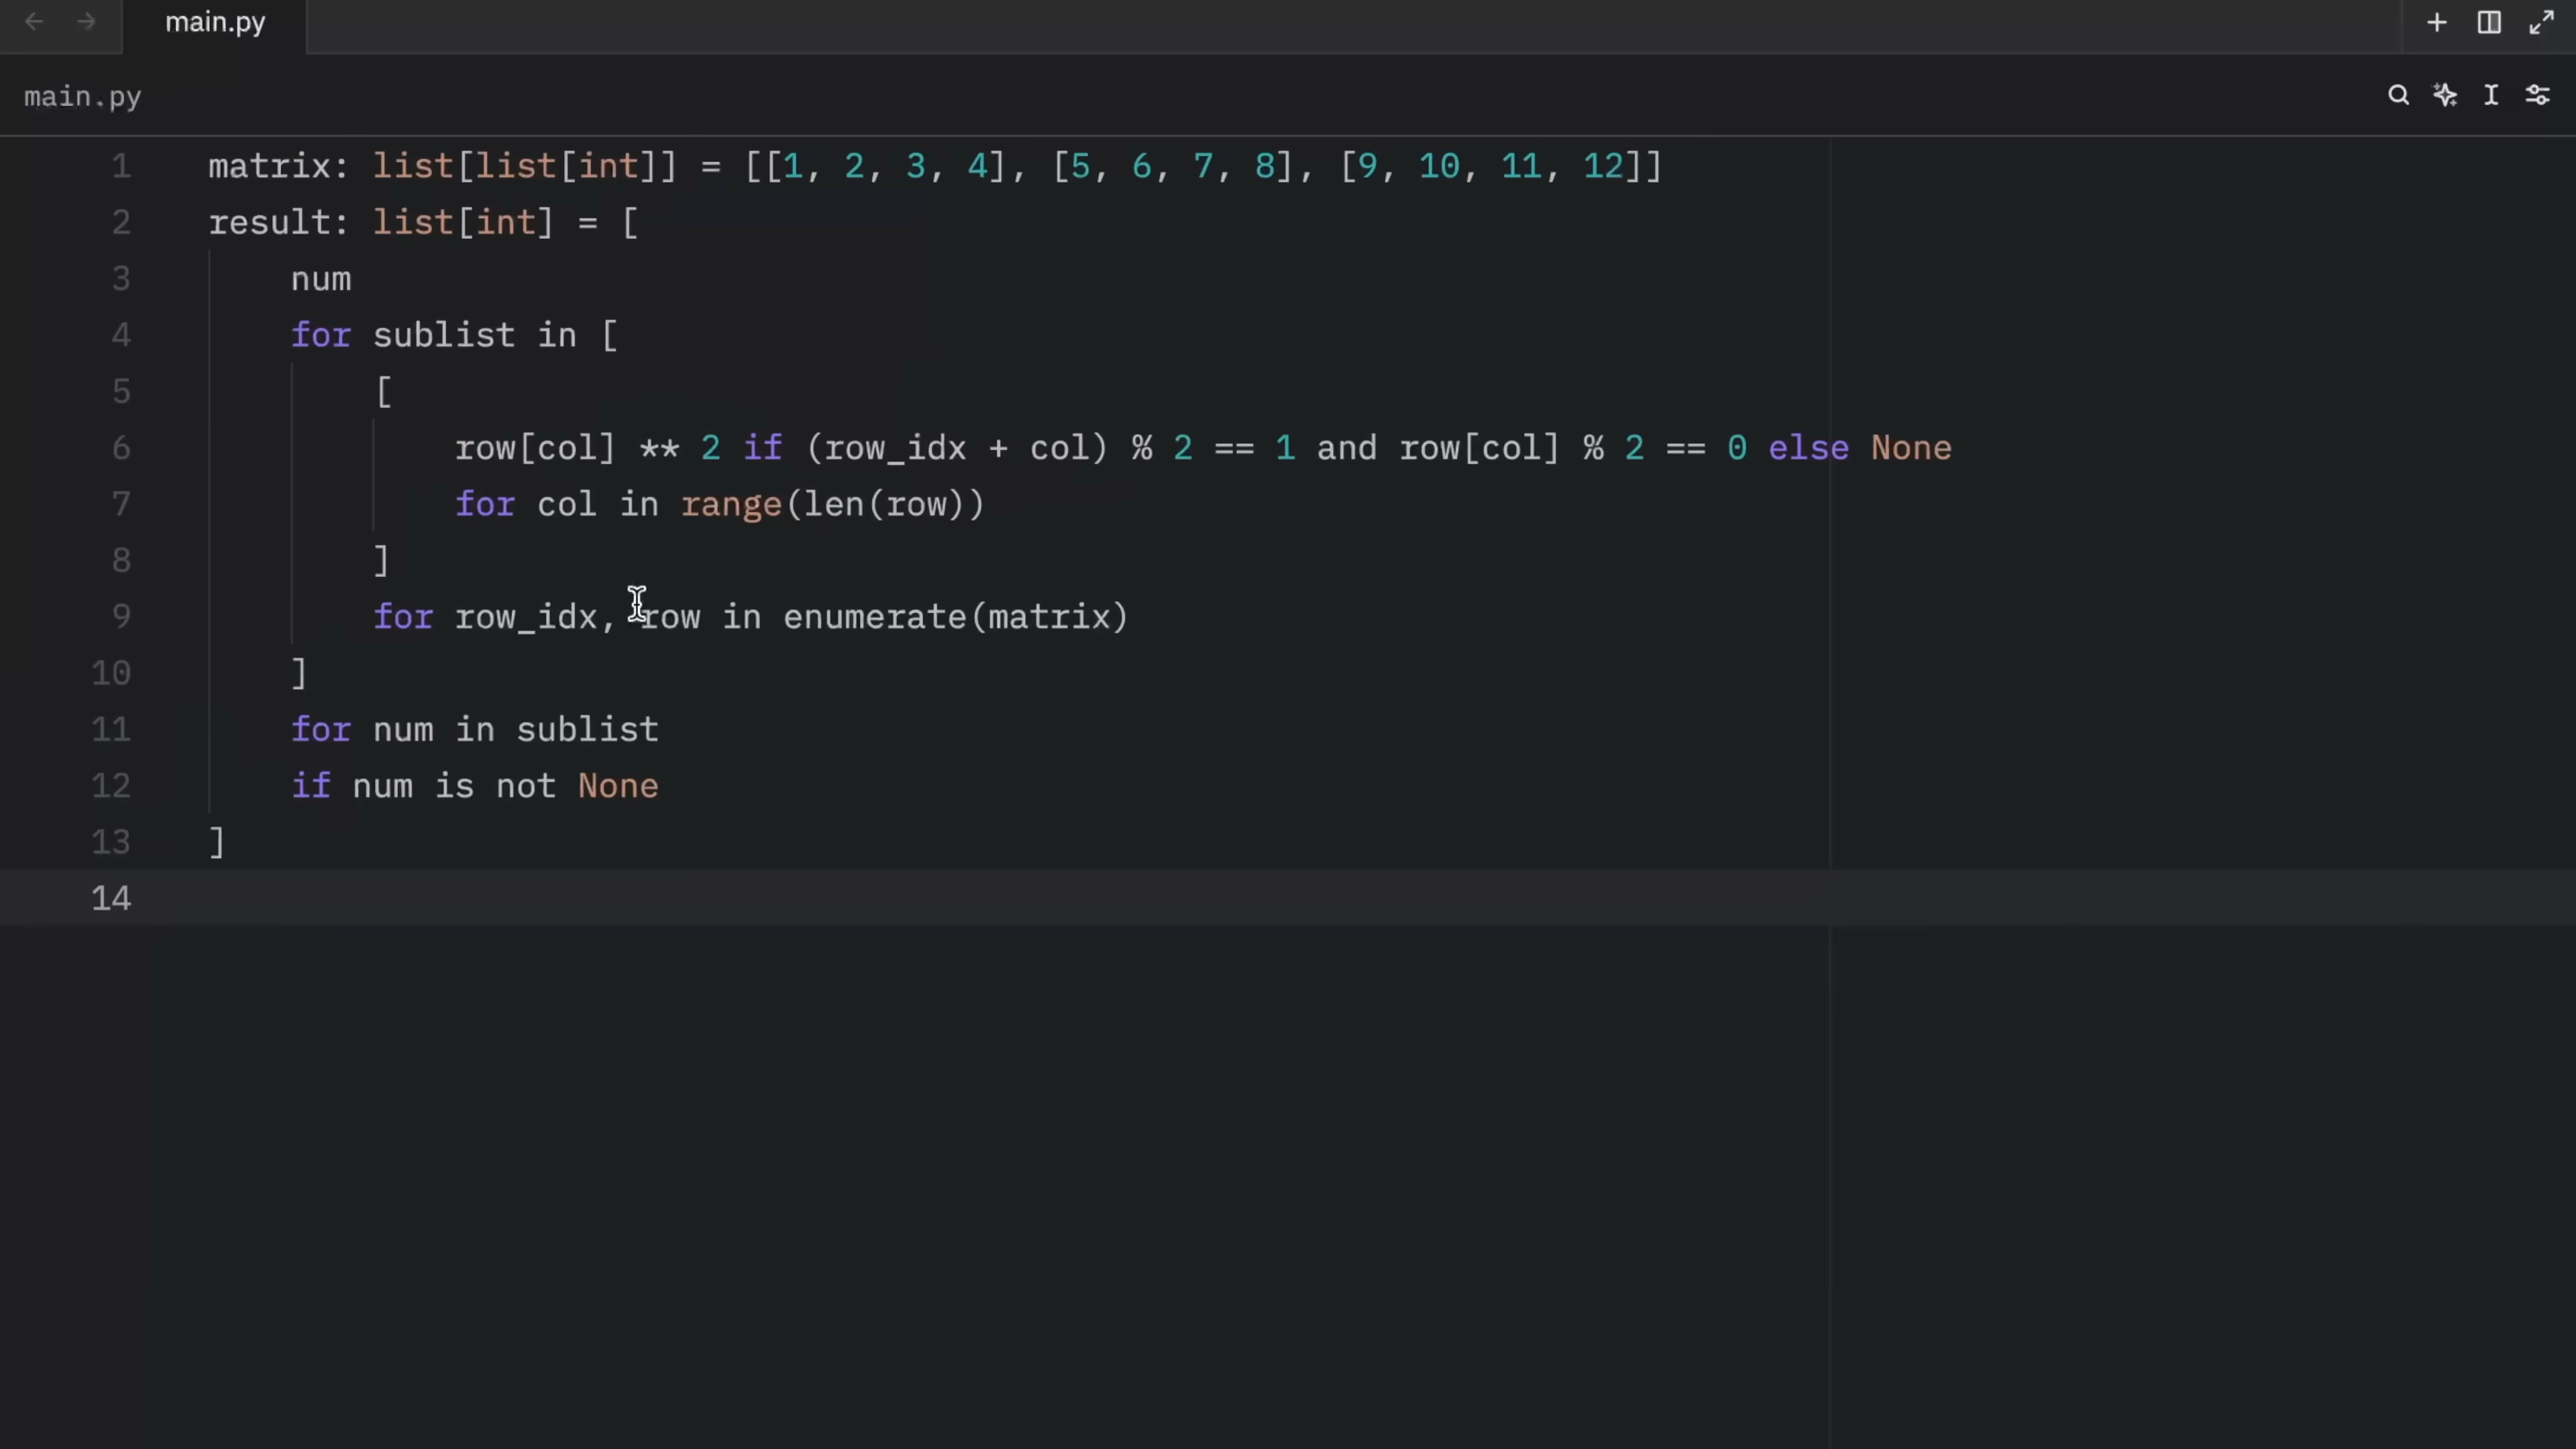 main.py
main.py
1 matrix: list[list[int]] = [[1, 2, 3, 4], [5, 6, 7, 8], [9, 10, 11, 12]]
2 result: list[int] = [
3     num
4     for sublist in [
5         [
6             row[col] ** 2 if (row_idx + col) % 2 == 1 and row[col] % 2 == 0 else None
7             for col in range(len(row))
8         ]
9         for row_idx, row in enumerate(matrix)
10     ]
11     for num in sublist
12     if num is not None
13 ]
14